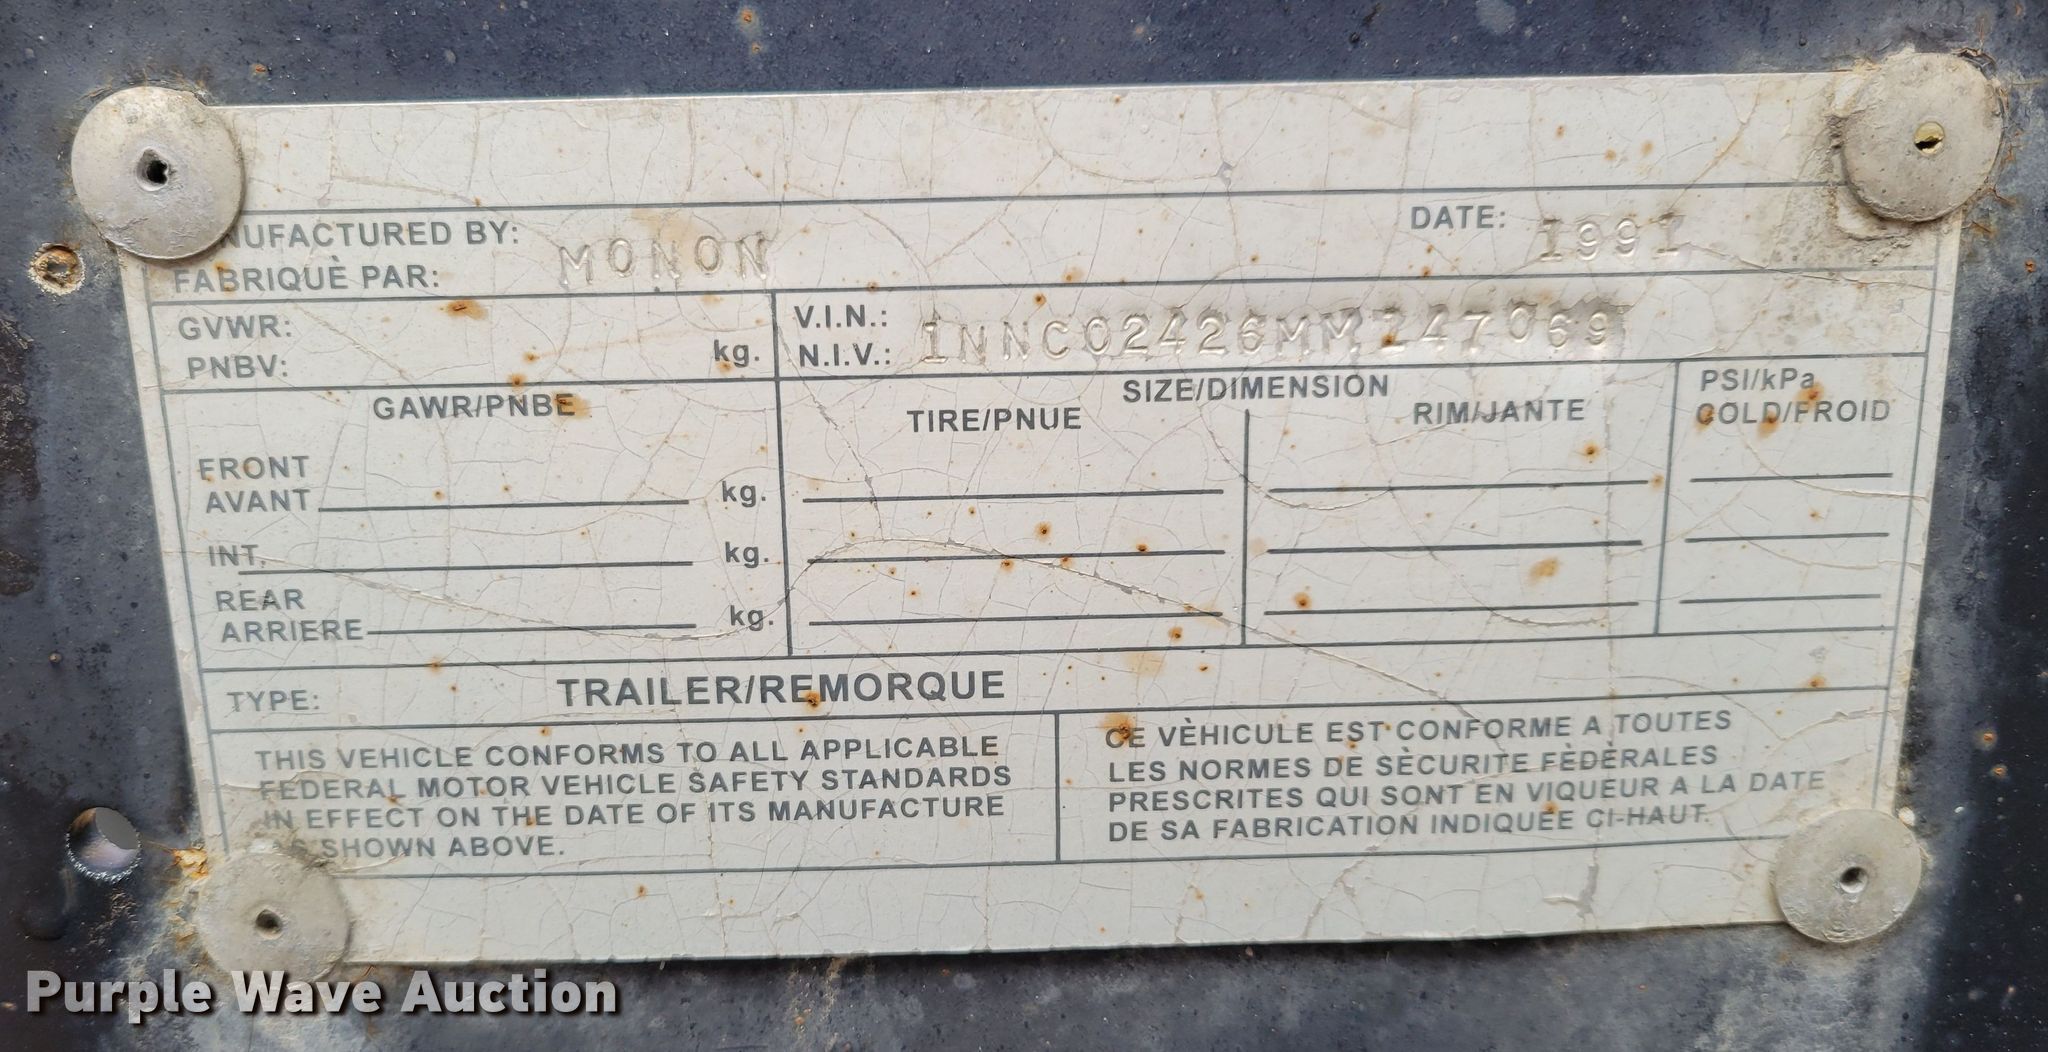 NUFACTURED BY: MONON DATE: 1991
FABRIQUÈ PAR:
GVWR:
PNBV: kg.
V.I.N.:
N.I.V.: 1NNC02426MM147069
GAWR/PNBE
SIZE/DIMENSION
TIRE/PNUE RIM/JANTE
PSI/kPa
COLD/FROID
FRONT
AVANT kg.
INT. kg.
REAR
ARRIERE kg.
TYPE: TRAILER/REMORQUE
THIS VEHICLE CONFORMS TO ALL APPLICABLE
FEDERAL MOTOR VEHICLE SAFETY STANDARDS
IN EFFECT ON THE DATE OF ITS MANUFACTURE
AS SHOWN ABOVE.
CE VÈHICULE EST CONFORME A TOUTES
LES NORMES DE SÈCURITE FÈDÈRALES
PRESCRITES QUI SONT EN VIQUEUR A LA DATE
DE SA FABRICATION INDIQUÉE CI-HAUT.
Purple Wave Auction